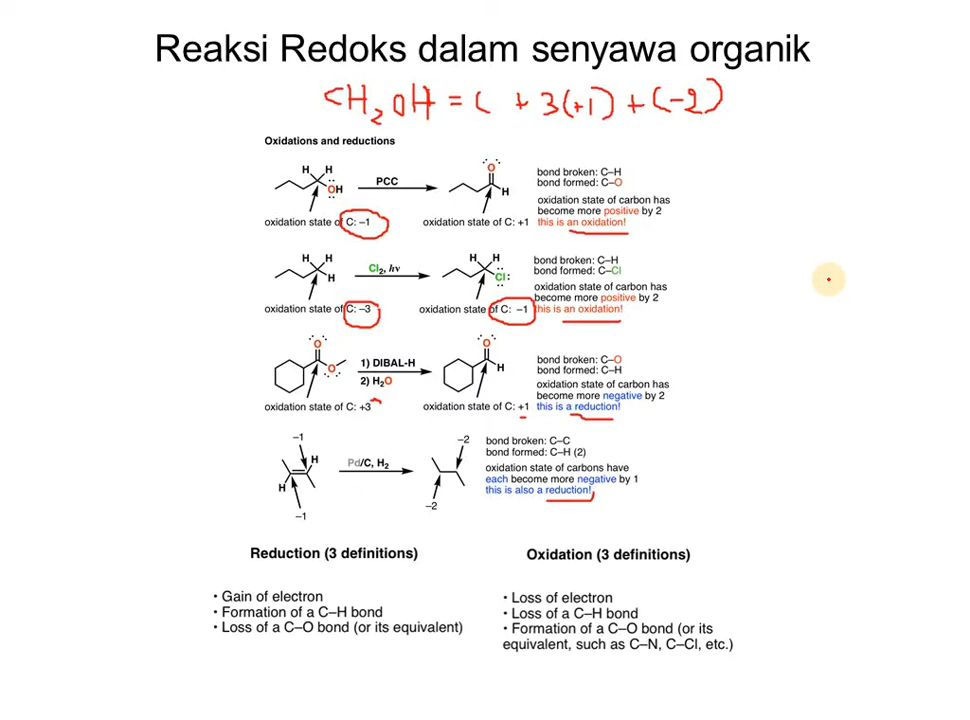 Reaksi Redoks dalam senyawa organik
CH₂OH = C + 3(+1) + (-2)
Oxidations and reductions
H H
OH
PCC
O
H
bond broken: C–H
bond formed: C–O
oxidation state of carbon has
become more positive by 2
this is an oxidation!
oxidation state of C: –1
oxidation state of C: +1
H H
H
Cl₂, hν
H H
Cl:
bond broken: C–H
bond formed: C–Cl
oxidation state of carbon has
become more positive by 2
this is an oxidation!
oxidation state of C: –3
oxidation state of C: –1
O
O
1) DIBAL-H
2) H₂O
O
H
bond broken: C–O
bond formed: C–H
oxidation state of carbon has
become more negative by 2
this is a reduction!
oxidation state of C: +3
oxidation state of C: +1
–1
H
H
–1
Pd/C, H₂
–2
–2
bond broken: C–C
bond formed: C–H (2)
oxidation state of carbons have
each become more negative by 1
this is also a reduction!
Reduction (3 definitions)
• Gain of electron
• Formation of a C–H bond
• Loss of a C–O bond (or its equivalent)
Oxidation (3 definitions)
• Loss of electron
• Loss of a C–H bond
• Formation of a C–O bond (or its
equivalent, such as C–N, C–Cl, etc.)